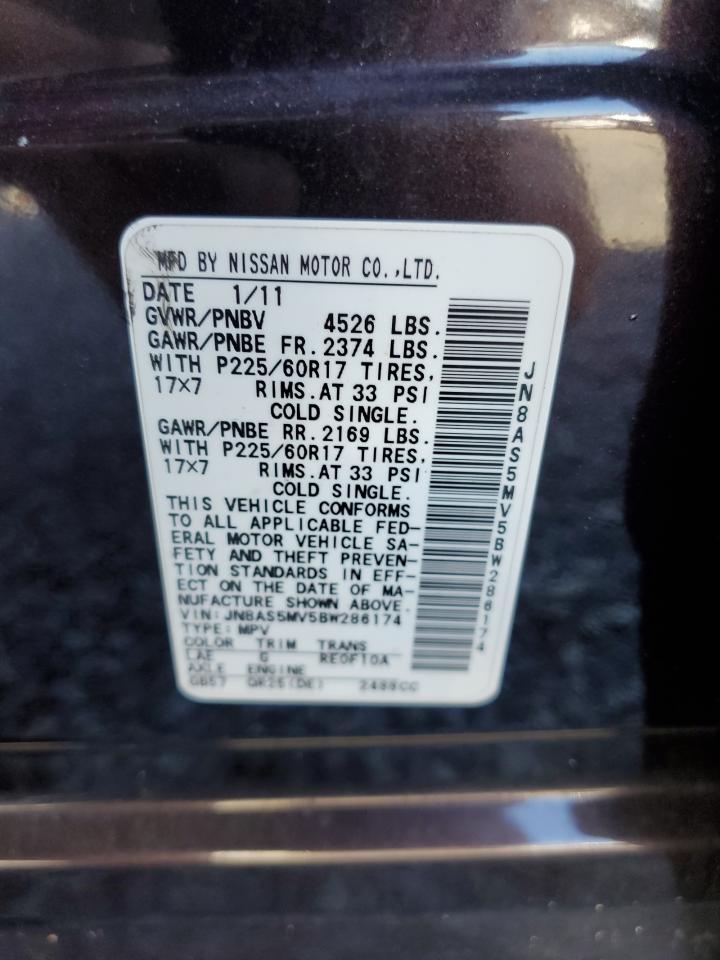 MFD BY NISSAN MOTOR CO.,LTD.
DATE 1/11
GVWR/PNBV 4526 LBS.
GAWR/PNBE FR. 2374 LBS.
WITH P225/60R17 TIRES,
17×7 RIMS. AT 33 PSI
COLD SINGLE.
GAWR/PNBE RR. 2169 LBS.
WITH P225/60R17 TIRES,
17×7 RIMS. AT 33 PSI
COLD SINGLE.
THIS VEHICLE CONFORMS
TO ALL APPLICABLE FED-
ERAL MOTOR VEHICLE SA-
FETY AND THEFT PREVEN-
TION STANDARDS IN EFF-
ECT ON THE DATE OF MA-
NUFACTURE SHOWN ABOVE.
VIN: JN8AS5MV5BW286174
TYPE: MPV
COLOR TRIM TRANS
LAE G RE0F10A
AXLE ENGINE
GB57 QR25(DE) 2488CC
JN8AS5MV5BW286174